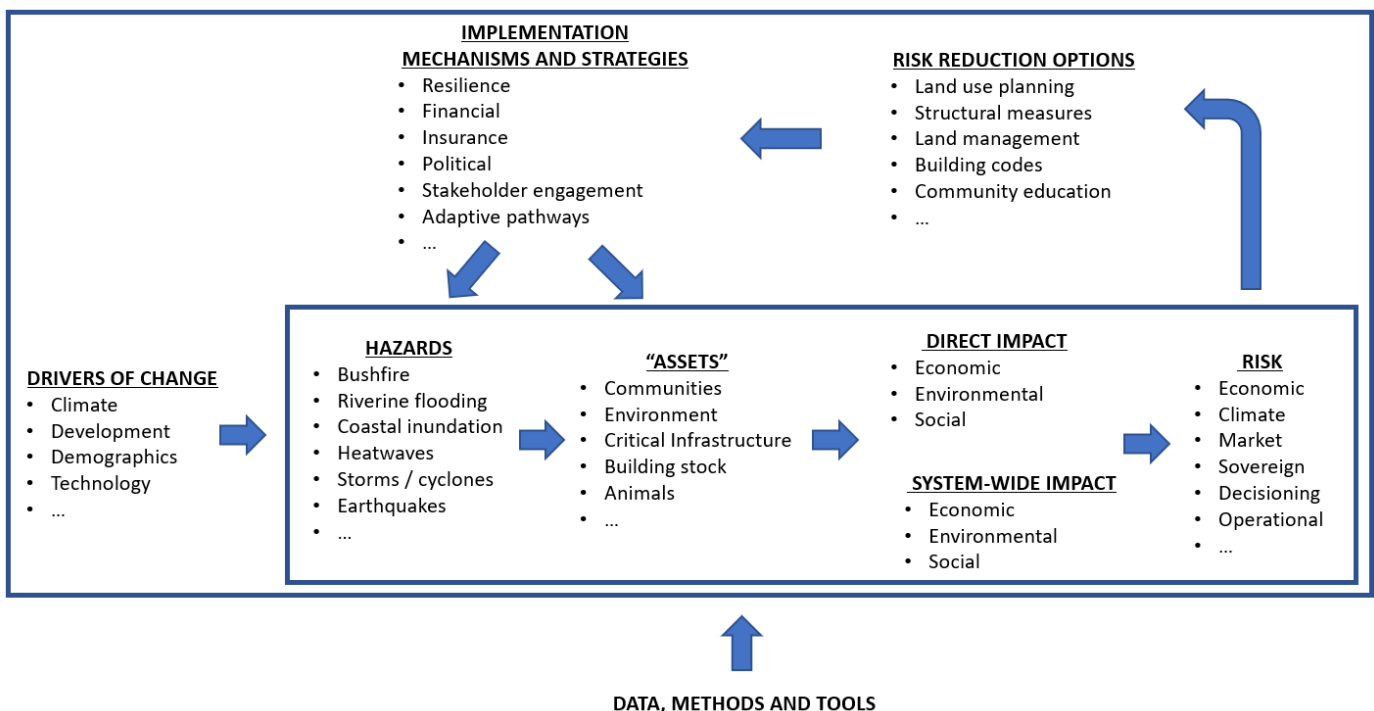 IMPLEMENTATION
MECHANISMS AND STRATEGIES
• Resilience
• Financial
• Insurance
• Political
• Stakeholder engagement
• Adaptive pathways
• ...
RISK REDUCTION OPTIONS
• Land use planning
• Structural measures
• Land management
• Building codes
• Community education
• ...
DRIVERS OF CHANGE
• Climate
• Development
• Demographics
• Technology
• ...
HAZARDS
• Bushfire
• Riverine flooding
• Coastal inundation
• Heatwaves
• Storms / cyclones
• Earthquakes
• ...
“ASSETS”
• Communities
• Environment
• Critical Infrastructure
• Building stock
• Animals
• ...
DIRECT IMPACT
• Economic
• Environmental
• Social
SYSTEM-WIDE IMPACT
• Economic
• Environmental
• Social
RISK
• Economic
• Climate
• Market
• Sovereign
• Decisioning
• Operational
• ...
DATA, METHODS AND TOOLS